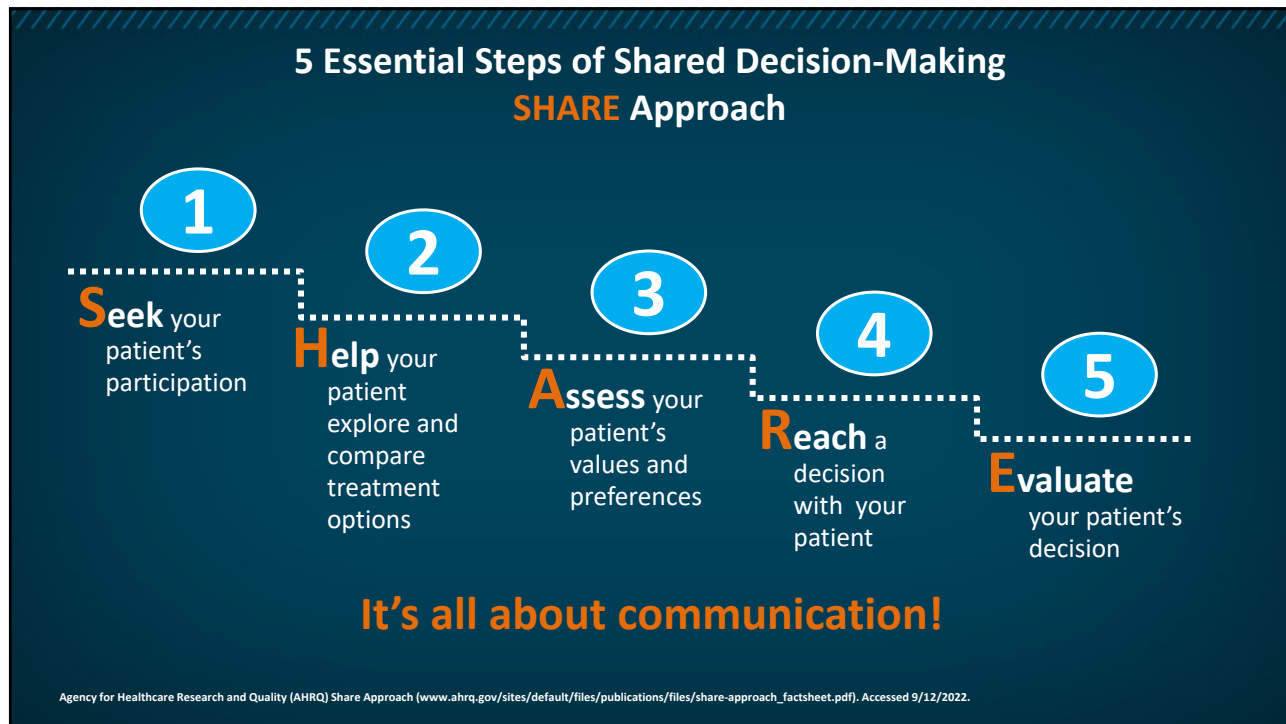 5 Essential Steps of Shared Decision-Making
SHARE Approach
1
Seek your
patient’s
participation
2
Help your
patient
explore and
compare
treatment
options
3
Assess your
patient’s
values and
preferences
4
Reach a
decision
with your
patient
5
Evaluate
your patient’s
decision
It’s all about communication!
Agency for Healthcare Research and Quality (AHRQ) Share Approach (www.ahrq.gov/sites/default/files/publications/files/share-approach_factsheet.pdf). Accessed 9/12/2022.